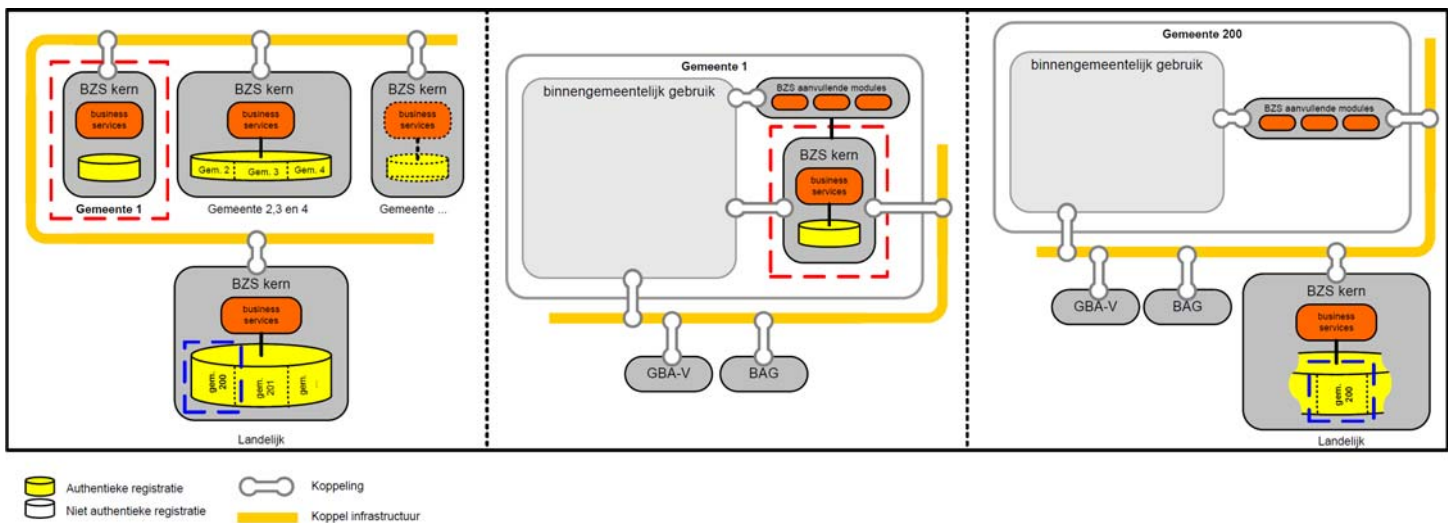 BZS kern
business
services
Gemeente 1
BZS kern
business
services
Gem. 2
Gem. 3
Gem. 4
Gemeente 2,3 en 4
BZS kern
business
services
Gemeente ...
BZS kern
business
services
gem.
200
gem.
201
gem.
...
Landelijk
Gemeente 1
binnengemeentelijk gebruik
BZS aanvullende modules
BZS kern
business
services
GBA-V
BAG
Gemeente 200
binnengemeentelijk gebruik
BZS aanvullende modules
GBA-V
BAG
BZS kern
business
services
gem.
200
Landelijk
Authentieke registratie
Niet authentieke registratie
Koppeling
Koppel infrastructuur